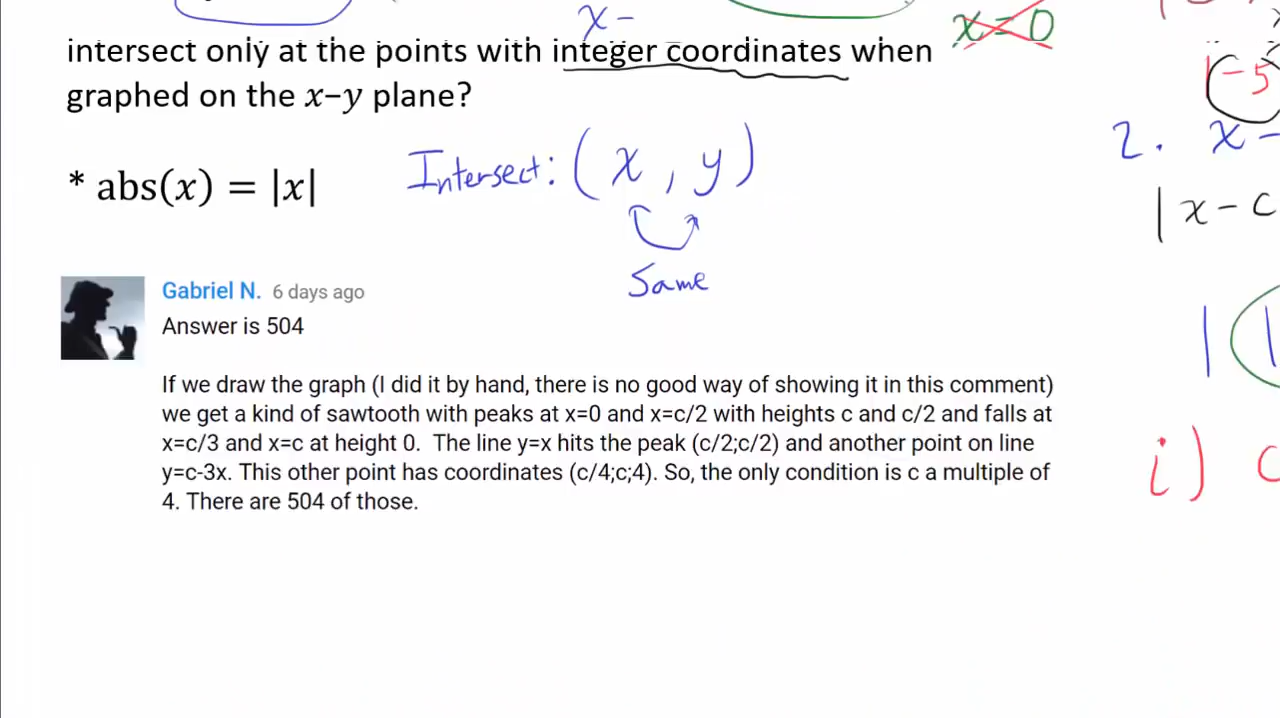 x -
x = 0
intersect only at the points with integer coordinates when
graphed on the x-y plane?
-5
* abs(x) = |x|
Intersect: (x, y)
2. x -
|x - c
Same
Gabriel N. 6 days ago
Answer is 504
If we draw the graph (I did it by hand, there is no good way of showing it in this comment)
we get a kind of sawtooth with peaks at x=0 and x=c/2 with heights c and c/2 and falls at
x=c/3 and x=c at height 0. The line y=x hits the peak (c/2;c/2) and another point on line
y=c-3x. This other point has coordinates (c/4;c;4). So, the only condition is c a multiple of
4. There are 504 of those.
i) c